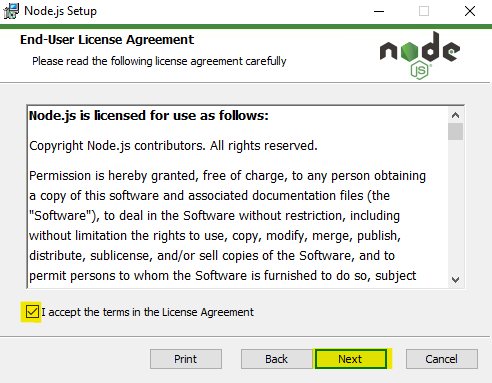 Node.js Setup
End-User License Agreement
Please read the following license agreement carefully
node
JS
Node.js is licensed for use as follows:
Copyright Node.js contributors. All rights reserved.
Permission is hereby granted, free of charge, to any person obtaining
a copy of this software and associated documentation files (the
"Software"), to deal in the Software without restriction, including
without limitation the rights to use, copy, modify, merge, publish,
distribute, sublicense, and/or sell copies of the Software, and to
permit persons to whom the Software is furnished to do so, subject
I accept the terms in the License Agreement
Print
Back
Next
Cancel